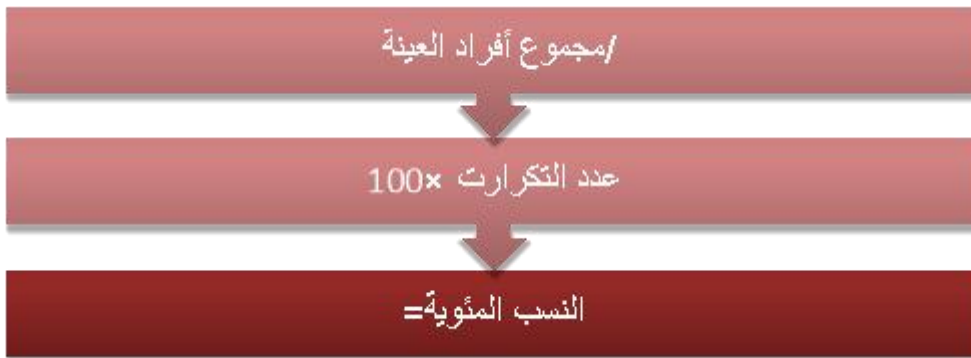 /مجموع أفراد العينة
عدد التكرارت ×100
النسب المئوية=